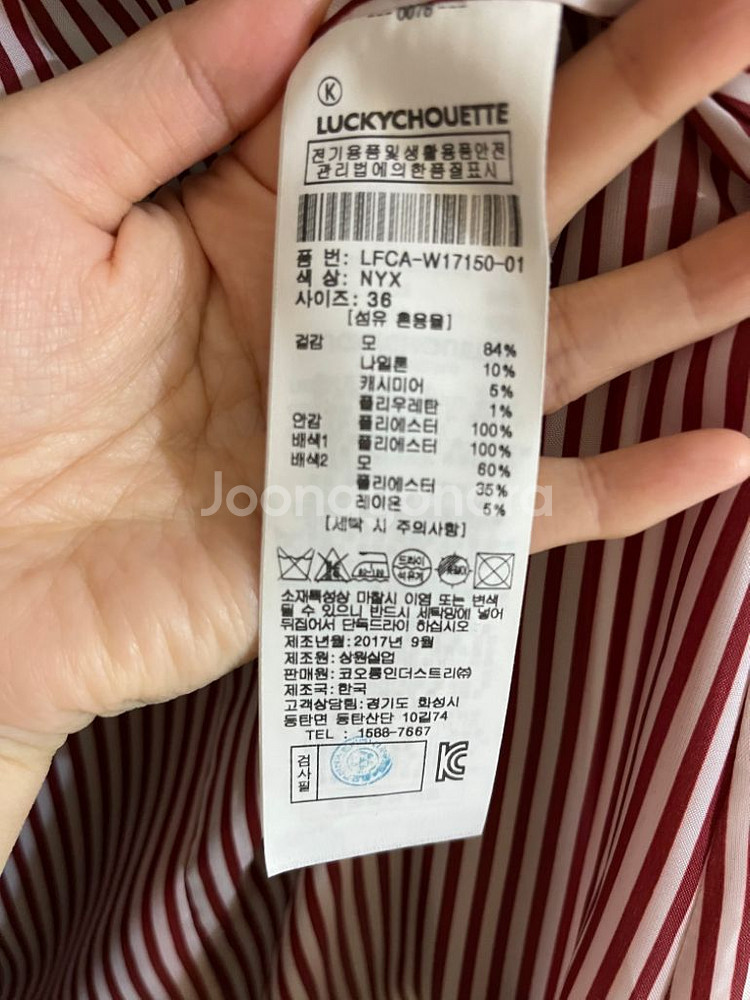 0076
K
LUCKYCHOUETTE
전기용품및생활용품안전
관리법에의한품질표시
품 번: LFCA-W17150-01
색 상: NYX
사이즈: 36
[섬유 혼용율]
겉감 모 84%
나일론 10%
캐시미어 5%
폴리우레탄 1%
안감 폴리에스터 100%
배색1 폴리에스터 100%
배색2 모 60%
폴리에스터 35%
레이온 5%
Joongonara
[세탁 시 주의사항]
드라이
석유계
소재특성상 마찰시 이염 또는 변색
될 수 있으니 반드시 세탁망에 넣어
뒤집어서 단독드라이 하십시오
제조년월: 2017년 9월
제조원: 상원실업
판매원: 코오롱인더스트리㈜
제조국: 한국
고객상담팀: 경기도 화성시
동탄면 동탄산단 10길74
TEL : 1588-7667
검사필